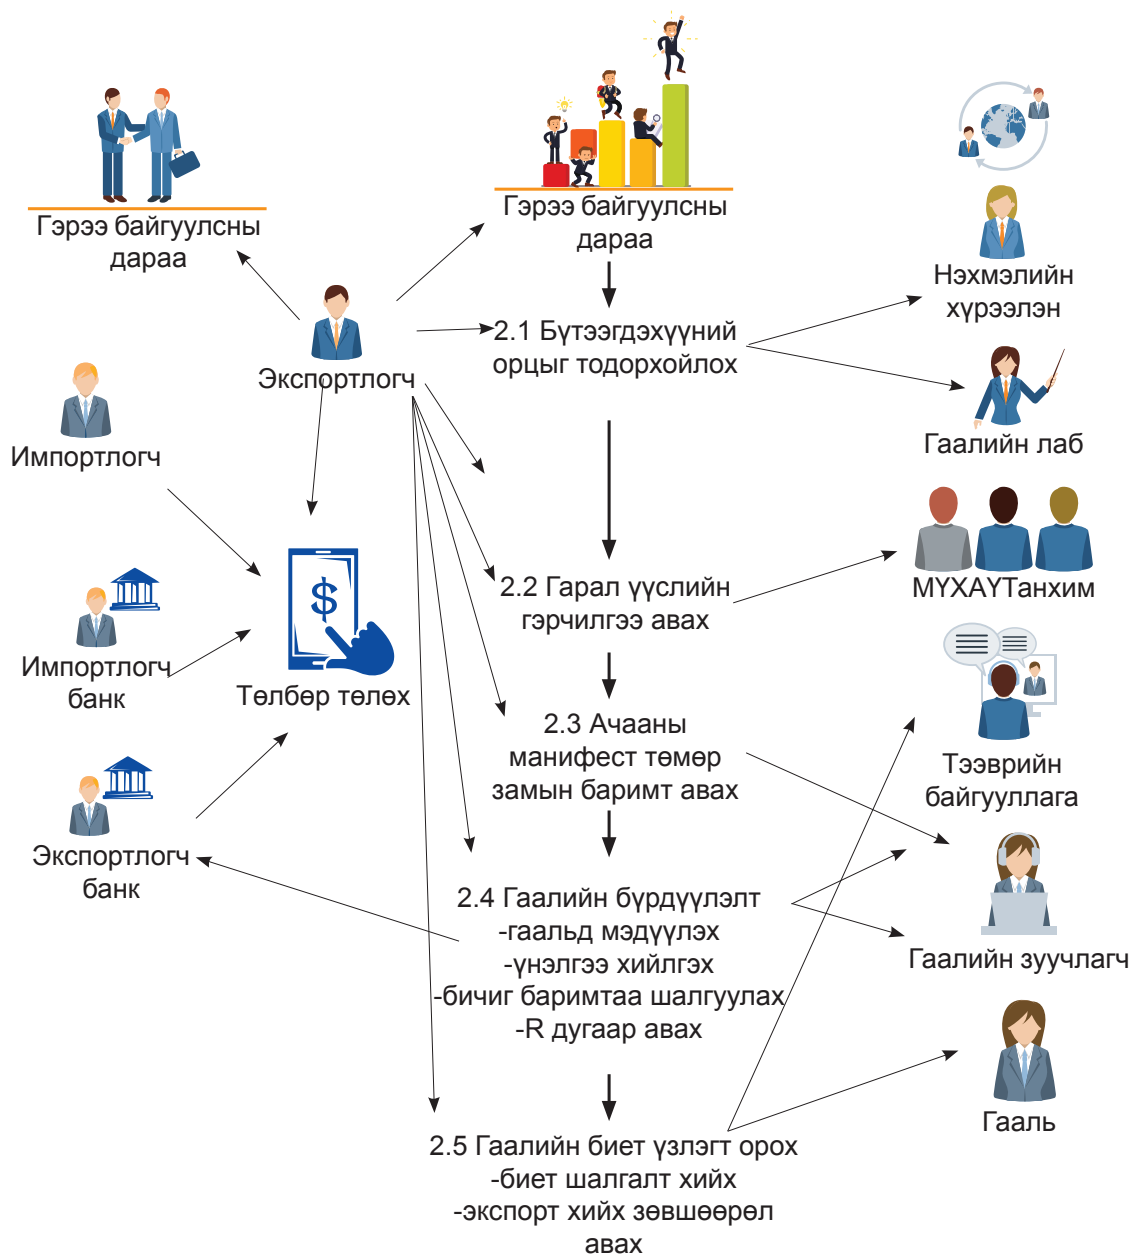 Гэрээ байгуулсны
дараа
Гэрээ байгуулсны
дараа
Экспортлогч
2.1 Бүтээгдэхүүний
орцыг тодорхойлох
Нэхмэлийн
хүрээлэн
Гаалийн лаб
Импортлогч
МҮХАҮТанхим
2.2 Гарал үүслийн
гэрчилгээ авах
$
Импортлогч
банк
Төлбөр төлөх
2.3 Ачааны
манифест төмөр
замын баримт авах
Тээврийн
байгууллага
Экспортлогч
банк
2.4 Гаалийн бүрдүүлэлт
-гаальд мэдүүлэх
-үнэлгээ хийлгэх
-бичиг баримтаа шалгуулах
-R дугаар авах
Гаалийн зуучлагч
Гааль
2.5 Гаалийн биет үзлэгт орох
-биет шалгалт хийх
-экспорт хийх зөвшөөрөл
авах